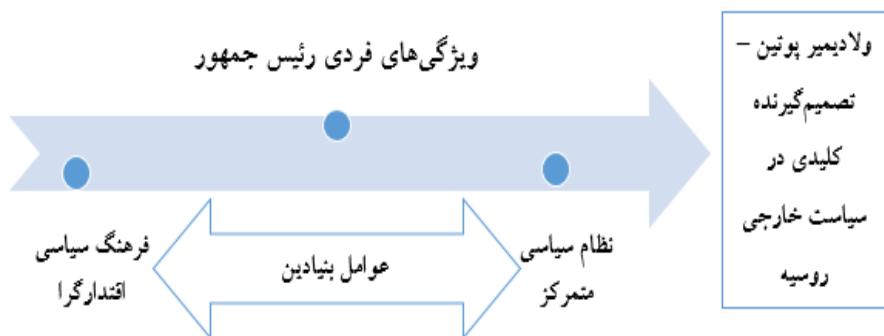 ویژگی‌های فردی رئیس جمهور
ولادیمیر پوتین –
تصمیم‌گیرنده
کلیدی در
سیاست خارجی
روسیه
نظام سیاسی
متمرکز
عوامل بنیادین
فرهنگ سیاسی
اقتدارگرا